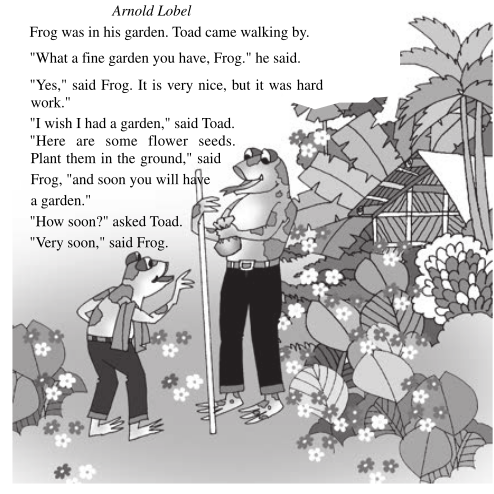 Arnold Lobel
Frog was in his garden. Toad came walking by.
"What a fine garden you have, Frog." he said.
"Yes," said Frog. It is very nice, but it was hard
work."
"I wish I had a garden," said Toad.
"Here are some flower seeds.
Plant them in the ground," said
Frog, "and soon you will have
a garden."
"How soon?" asked Toad.
"Very soon," said Frog.